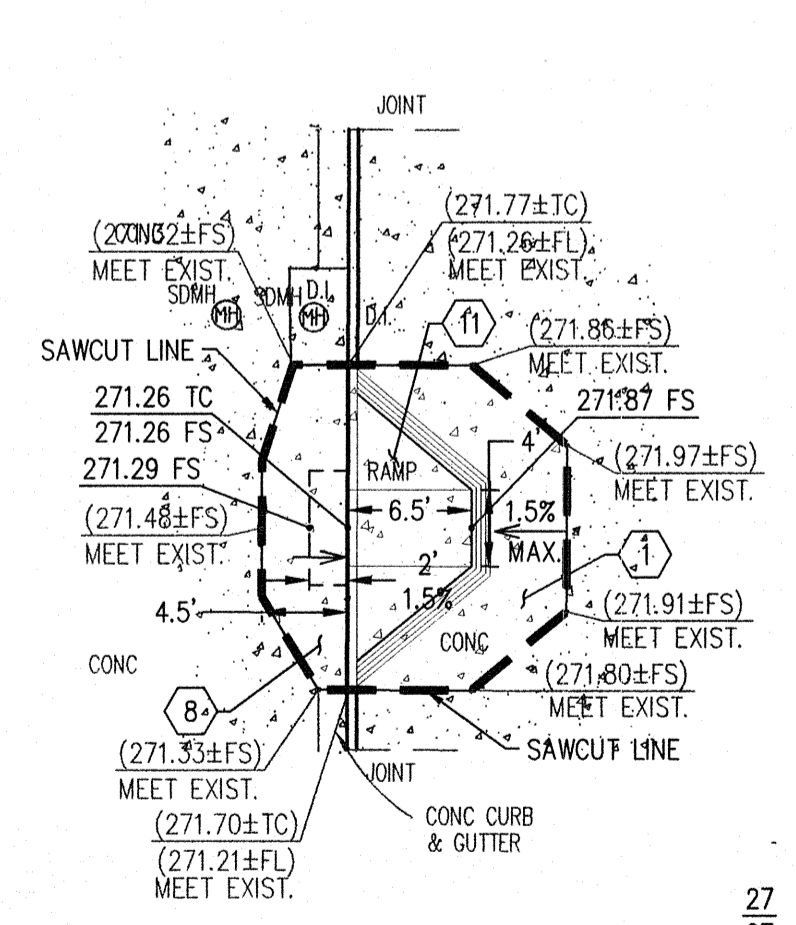 JOINT
(271.77±TC)
(271.26±FL)
MEET EXIST.
MEET EXIST.
SDMH
SDMH
D.I.
MH
MH
D.I.
11
(271.86±FS)
MEET EXIST.
SAWCUT LINE
271.26 TC
271.26 FS
271.87 FS
4'
RAMP
271.29 FS
(271.97±FS)
MEET EXIST.
(271.48±FS)
MEET EXIST.
6.5'
1.5%
MAX.
1
2'
1.5%
4.5'
(271.91±FS)
MEET EXIST.
CONC
CONC
(271.80±FS)
MEET EXIST.
8
(271.33±FS)
MEET EXIST.
SAWCUT LINE
JOINT
(271.70±TC)
(271.21±FL)
MEET EXIST.
CONC CURB
& GUTTER
27